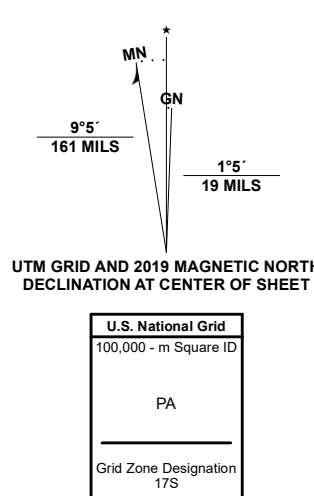 MN
GN
9°5´
161 MILS
1°5´
19 MILS
UTM GRID AND 2019 MAGNETIC NORTH
DECLINATION AT CENTER OF SHEET
U.S. National Grid
100,000 - m Square ID
PA
Grid Zone Designation
17S